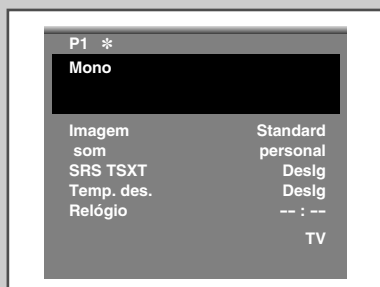 P1 ✻
Mono
Imagem Standard
som personal
SRS TSXT Deslg
Temp. des. Deslg
Relógio -- : --
TV